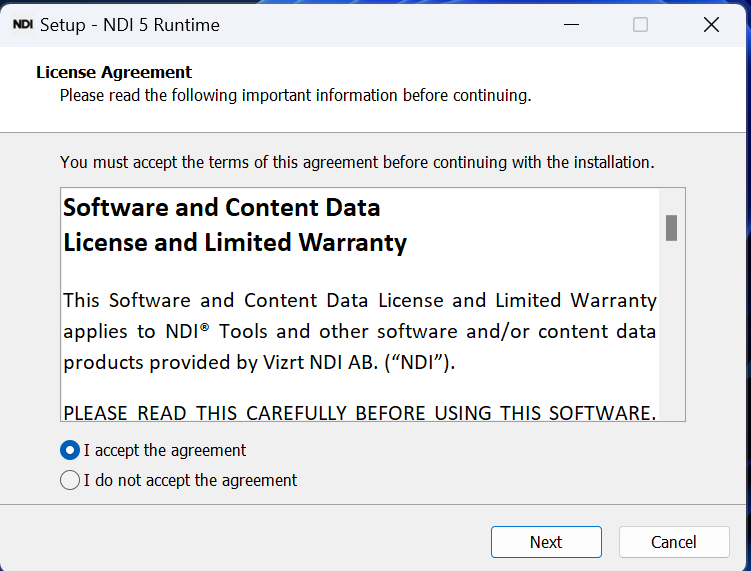 NDI Setup - NDI 5 Runtime
License Agreement
Please read the following important information before continuing.
You must accept the terms of this agreement before continuing with the installation.
Software and Content Data
License and Limited Warranty
This Software and Content Data License and Limited Warranty
applies to NDI® Tools and other software and/or content data
products provided by Vizrt NDI AB. (“NDI”).
PLEASE READ THIS CAREFULLY BEFORE USING THIS SOFTWARE.
I accept the agreement
I do not accept the agreement
Next Cancel